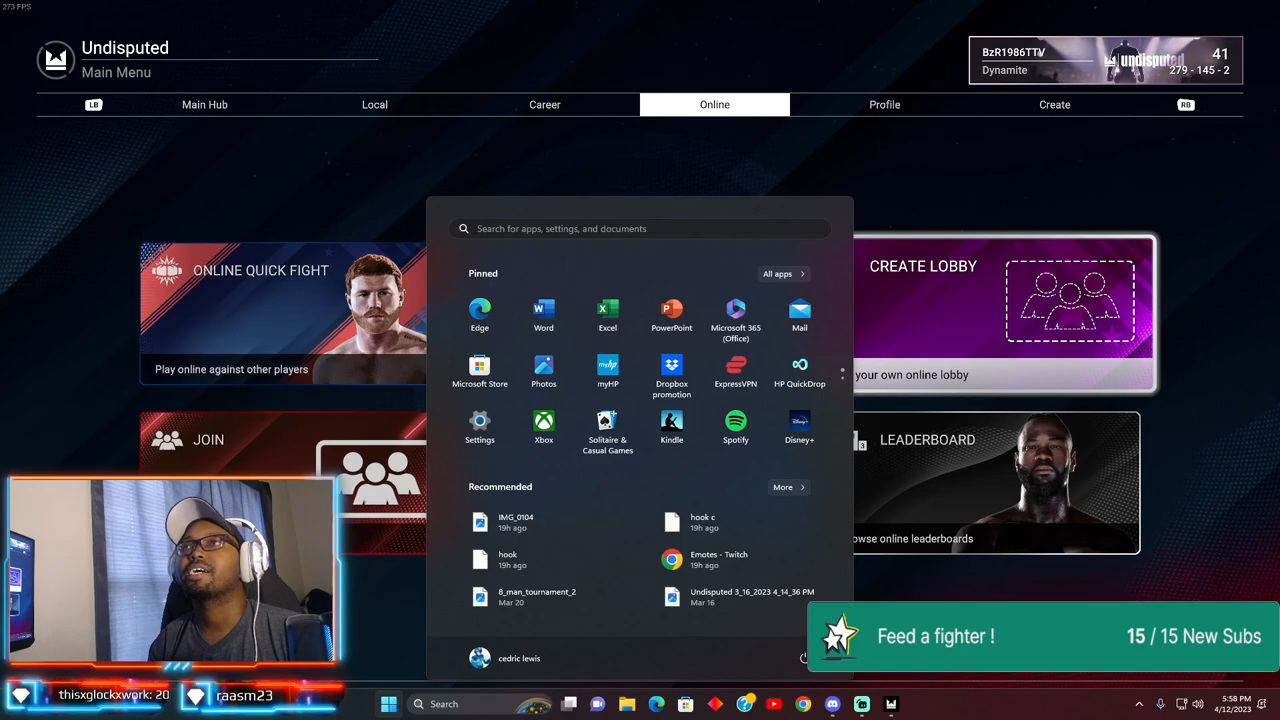 273 FPS
Undisputed
Main Menu
BzR1986TTV
Dynamite
undisputed
41
279 - 145 - 2
LB
Main Hub
Local
Career
Online
Profile
Create
RB
ONLINE QUICK FIGHT
Play online against other players
CREATE LOBBY
your own online lobby
JOIN
LEADERBOARD
owse online leaderboards
3
Search for apps, settings, and documents
Pinned
All apps
Edge
Word
Excel
PowerPoint
Microsoft 365
(Office)
Mail
Microsoft Store
Photos
myHP
Dropbox
promotion
ExpressVPN
HP QuickDrop
Settings
Xbox
Solitaire &
Casual Games
Kindle
Spotify
Disney+
Recommended
More
IMG_0104
19h ago
hook c
19h ago
hook
19h ago
Emotes - Twitch
19h ago
8_man_tournament_2
Mar 20
Undisputed 3_16_2023 4_14_36 PM
Mar 16
cedric lewis
Feed a fighter !
15 / 15 New Subs
thisxglockxwork: 20
raasm23
Search
5:58 PM
4/12/2023